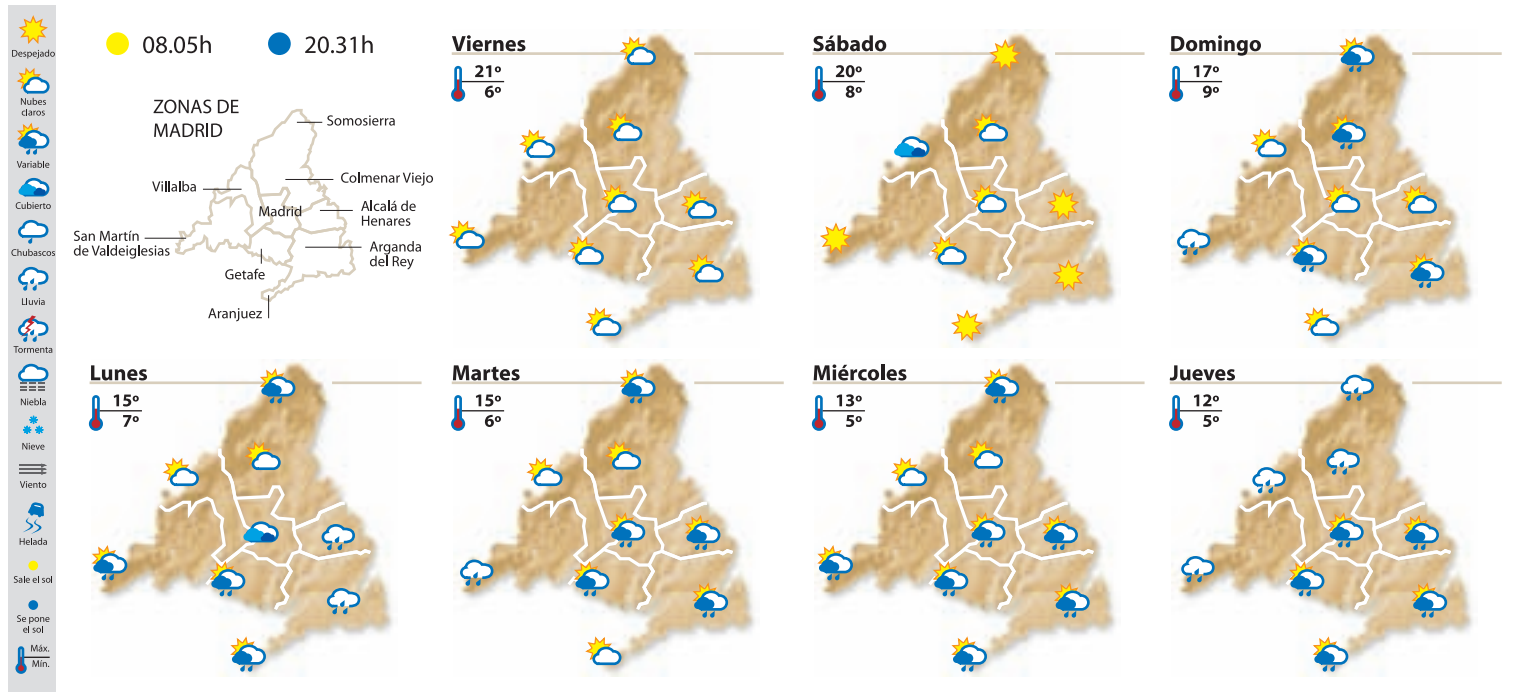 Despejado
Nubes
claros
Variable
Cubierto
Chubascos
Lluvia
Tormenta
Niebla
Nieve
Viento
Helada
Sale el sol
Se pone
el sol
Máx.
Mín.
08.05h
20.31h
ZONAS DE
MADRID
Somosierra
Colmenar Viejo
Villalba
Madrid
Alcalá de
Henares
San Martín
de Valdeiglesias
Arganda
del Rey
Getafe
Aranjuez
Viernes
21º
6º
Sábado
20º
8º
Domingo
17º
9º
Lunes
15º
7º
Martes
15º
6º
Miércoles
13º
5º
Jueves
12º
5º